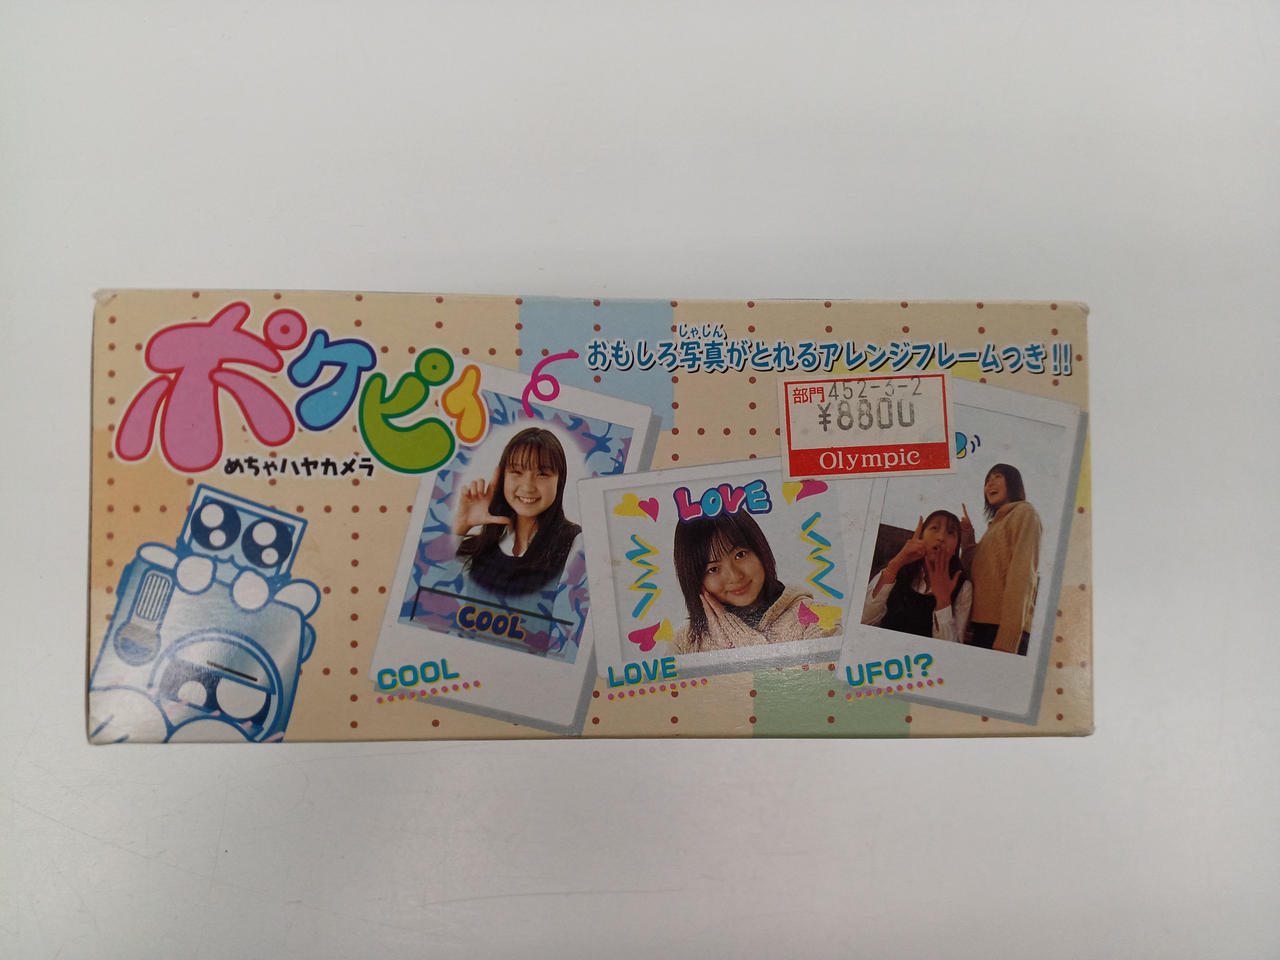 ポケピィ
めちゃハヤカメラ
じゃじん
おもしろ写真がとれるアレンジフレームつき!!
部門 452-3-2
¥8800
Olympic
COOL
LOVE
COOL
LOVE
UFO!?